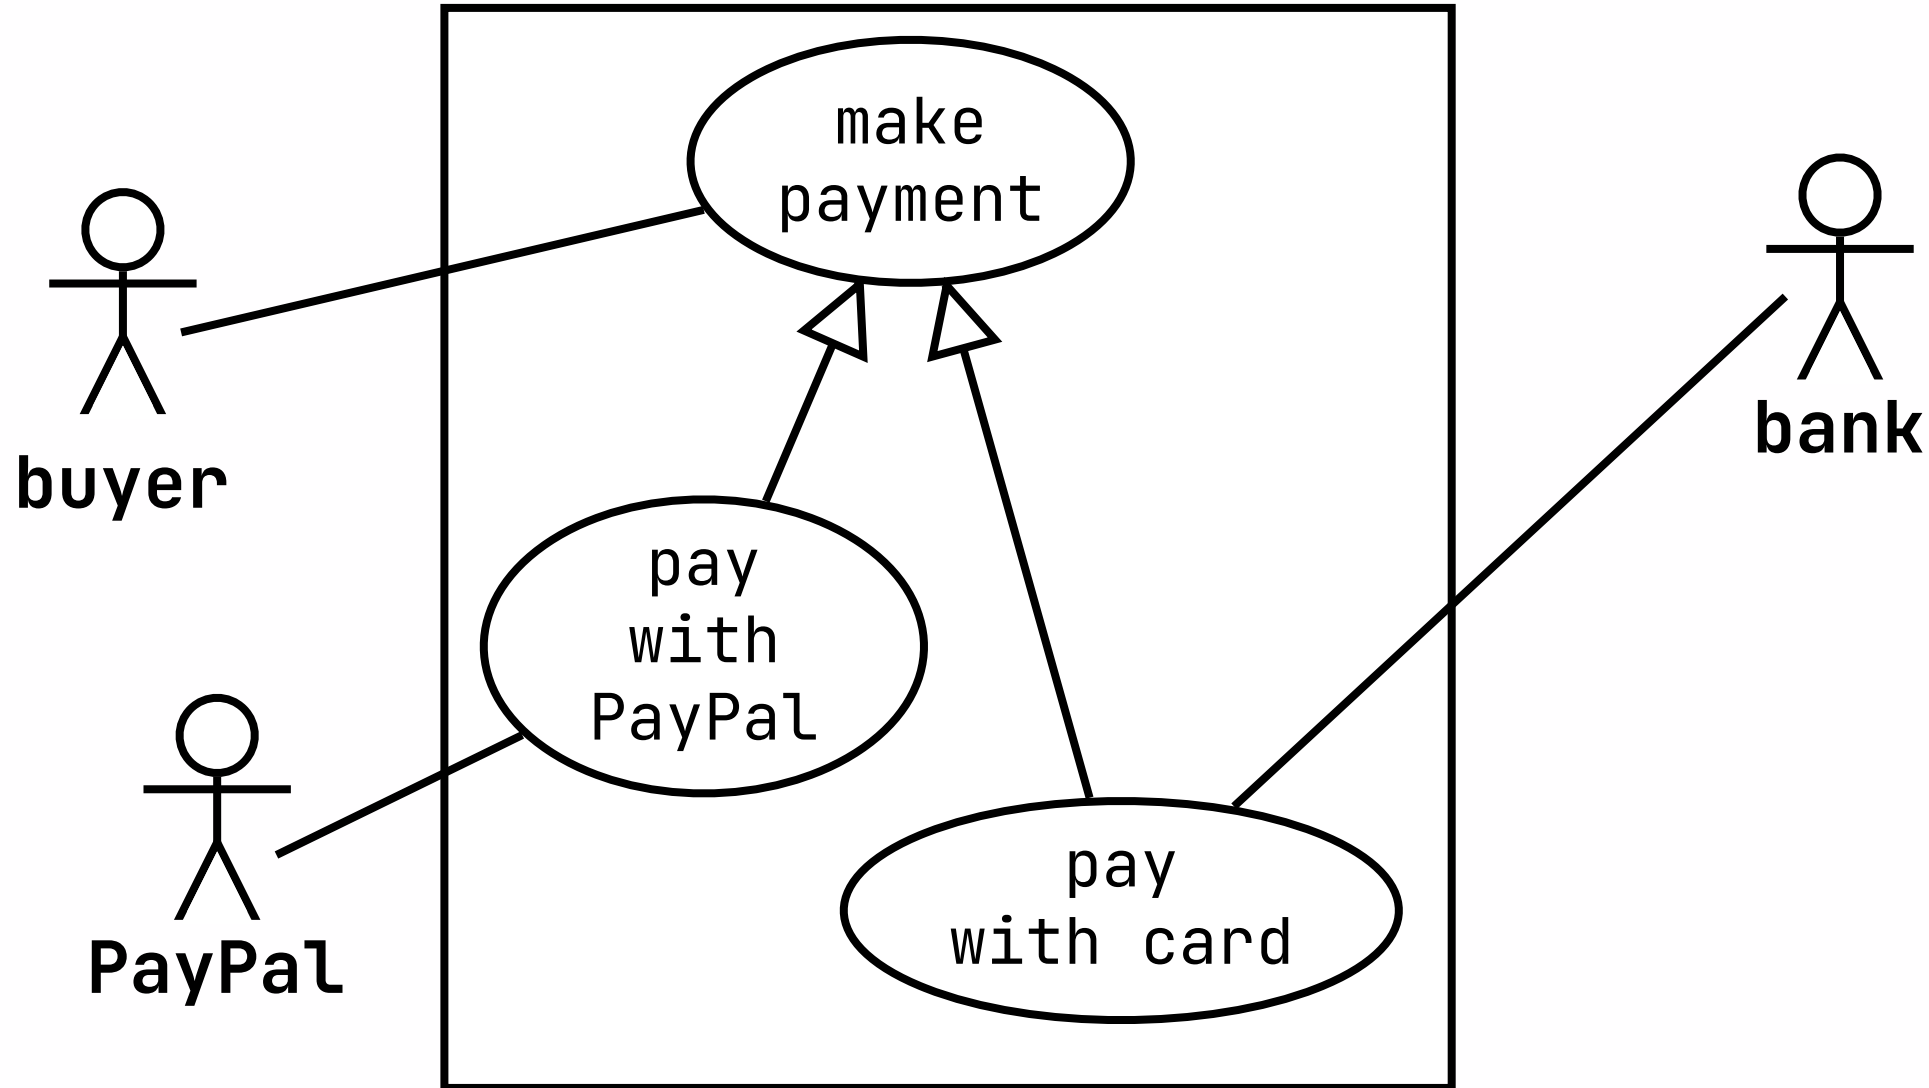 make
payment
buyer
bank
pay
with
PayPal
PayPal
pay
with card